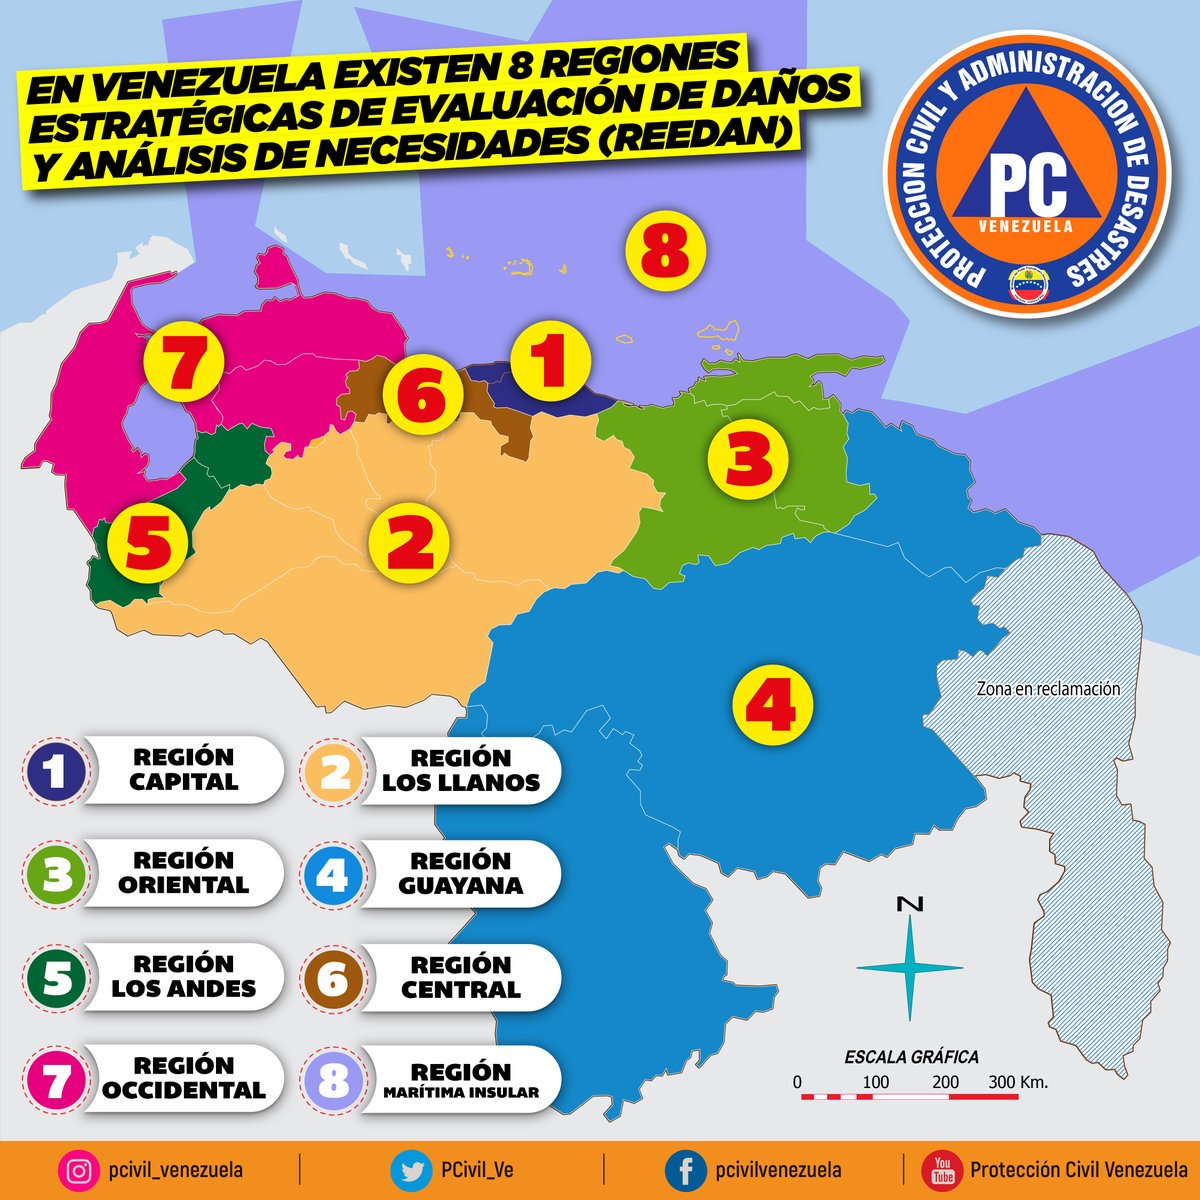 EN VENEZUELA EXISTEN 8 REGIONES
ESTRATÉGICAS DE EVALUACIÓN DE DAÑOS
Y ANÁLISIS DE NECESIDADES (REEDAN)
PROTECCION CIVIL Y ADMINISTRACION DE DESASTRES
PC
VENEZUELA
8
7
1
6
3
5
2
4
Zona en reclamación
1
REGIÓN
CAPITAL
2
REGIÓN
LOS LLANOS
3
REGIÓN
ORIENTAL
4
REGIÓN
GUAYANA
5
REGIÓN
LOS ANDES
6
REGIÓN
CENTRAL
7
REGIÓN
OCCIDENTAL
8
REGIÓN
MARÍTIMA INSULAR
N
ESCALA GRÁFICA
0 100 200 300 Km.
pcivil_venezuela
PCivil_Ve
pcivilvenezuela
You
Tube
Protección Civil Venezuela